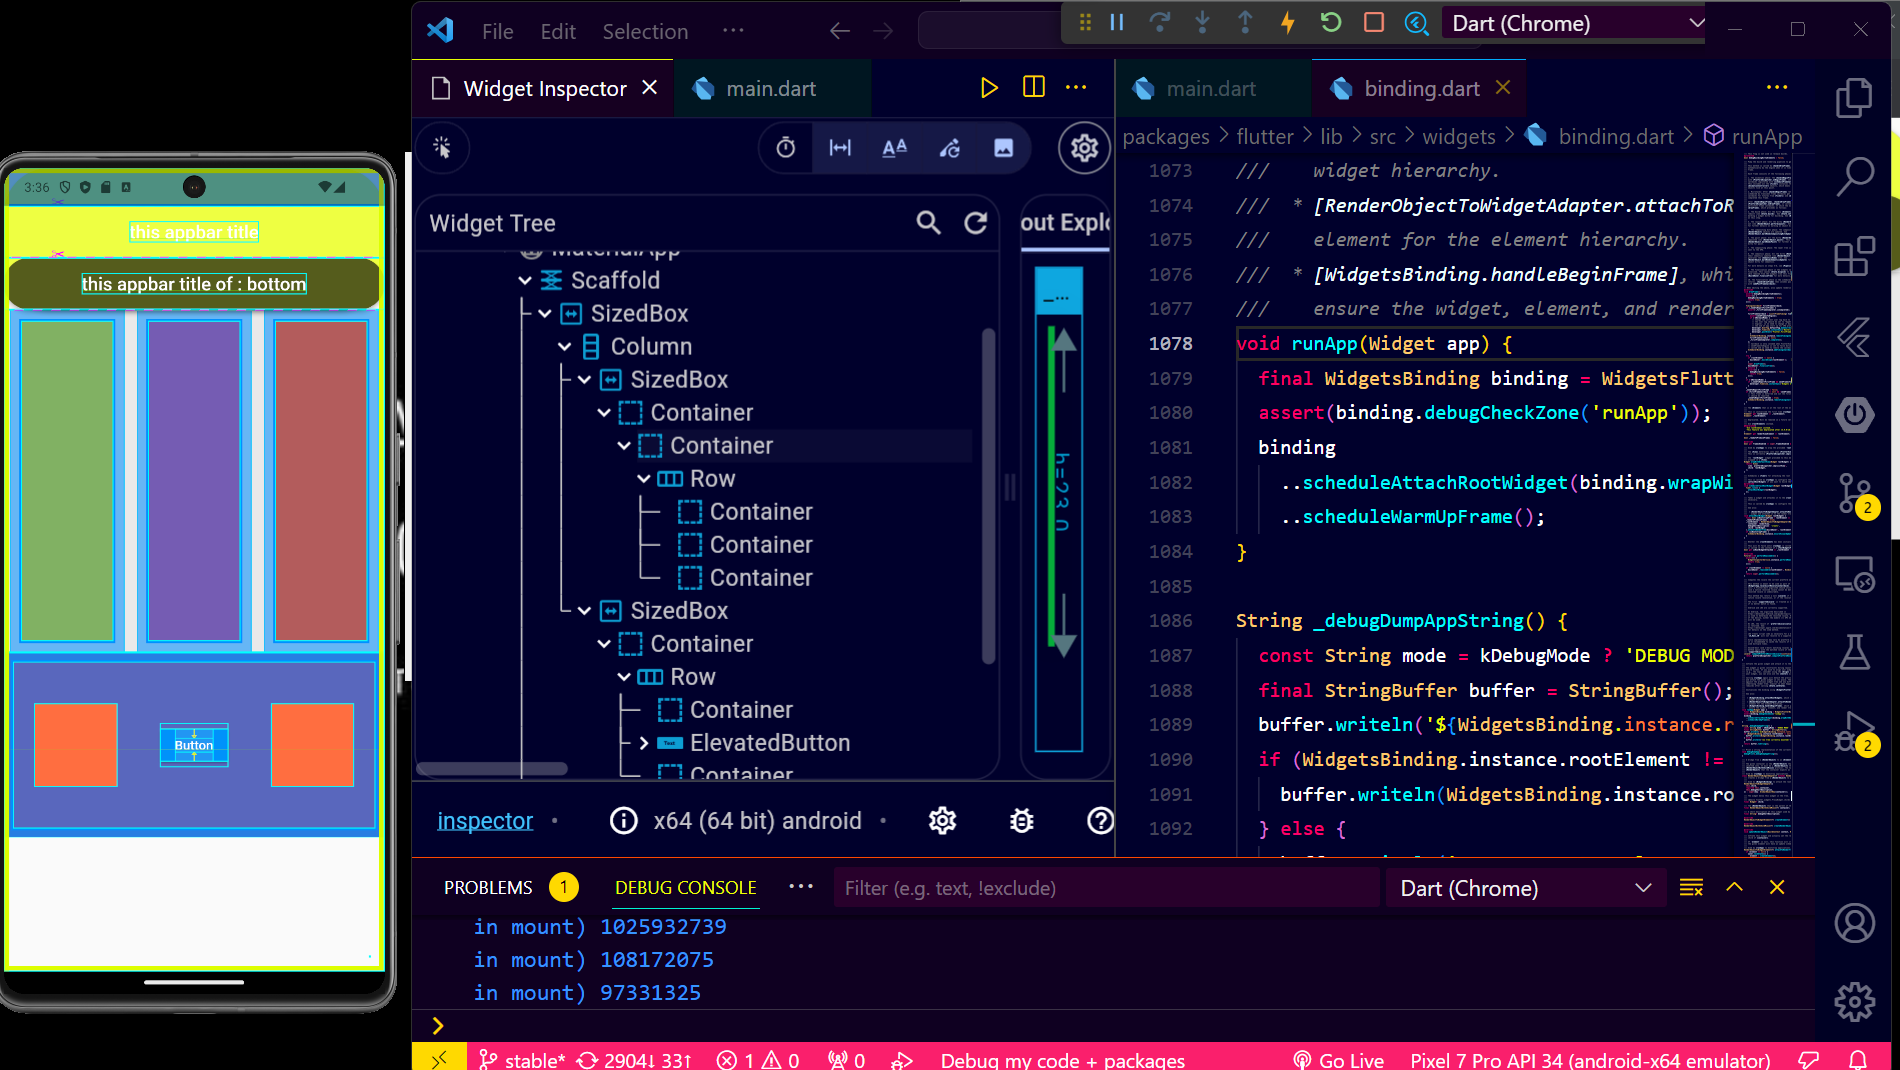 File Edit Selection ··· Dart (Chrome)
Widget Inspector main.dart
main.dart binding.dart
packages > flutter > lib > src > widgets > binding.dart > runApp
3:36
this appbar title
this appbar title of : bottom
Button
Widget Tree
out Explo
MaterialApp
Scaffold
SizedBox
Column
SizedBox
Container
Container
Row
Container
Container
Container
SizedBox
Container
Row
Container
Text ElevatedButton
Container
_...
inspector • x64 (64 bit) android •
1073 /// widget hierarchy.
1074 /// * [RenderObjectToWidgetAdapter.attachToR
1075 /// element for the element hierarchy.
1076 /// * [WidgetsBinding.handleBeginFrame], whi
1077 /// ensure the widget, element, and render
1078 void runApp(Widget app) {
1079 final WidgetsBinding binding = WidgetsFlutt
1080 assert(binding.debugCheckZone('runApp'));
1081 binding
1082 ..scheduleAttachRootWidget(binding.wrapWi
1083 ..scheduleWarmUpFrame();
1084 }
1085
1086 String _debugDumpAppString() {
1087 const String mode = kDebugMode ? 'DEBUG MOD
1088 final StringBuffer buffer = StringBuffer();
1089 buffer.writeln('${WidgetsBinding.instance.r
1090 if (WidgetsBinding.instance.rootElement !=
1091 buffer.writeln(WidgetsBinding.instance.ro
1092 } else {
2
2
PROBLEMS 1 DEBUG CONSOLE ··· Filter (e.g. text, !exclude) Dart (Chrome)
in mount) 1025932739
in mount) 108172075
in mount) 97331325
stable* 2904↓ 33↑ 1 0 0 Debug my code + packages Go Live Pixel 7 Pro API 34 (android-x64 emulator)